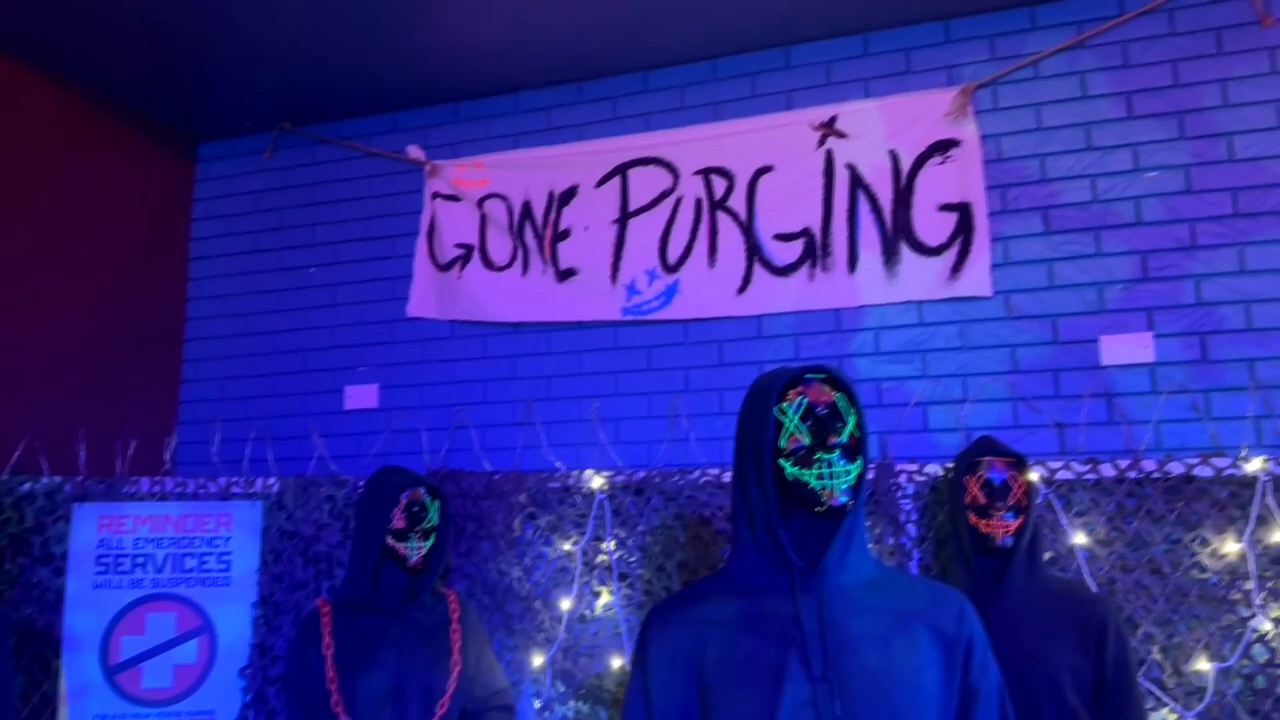 GONE PURGING
REMINDER
ALL EMERGENCY
SERVICES
WILL BE SUSPENDED